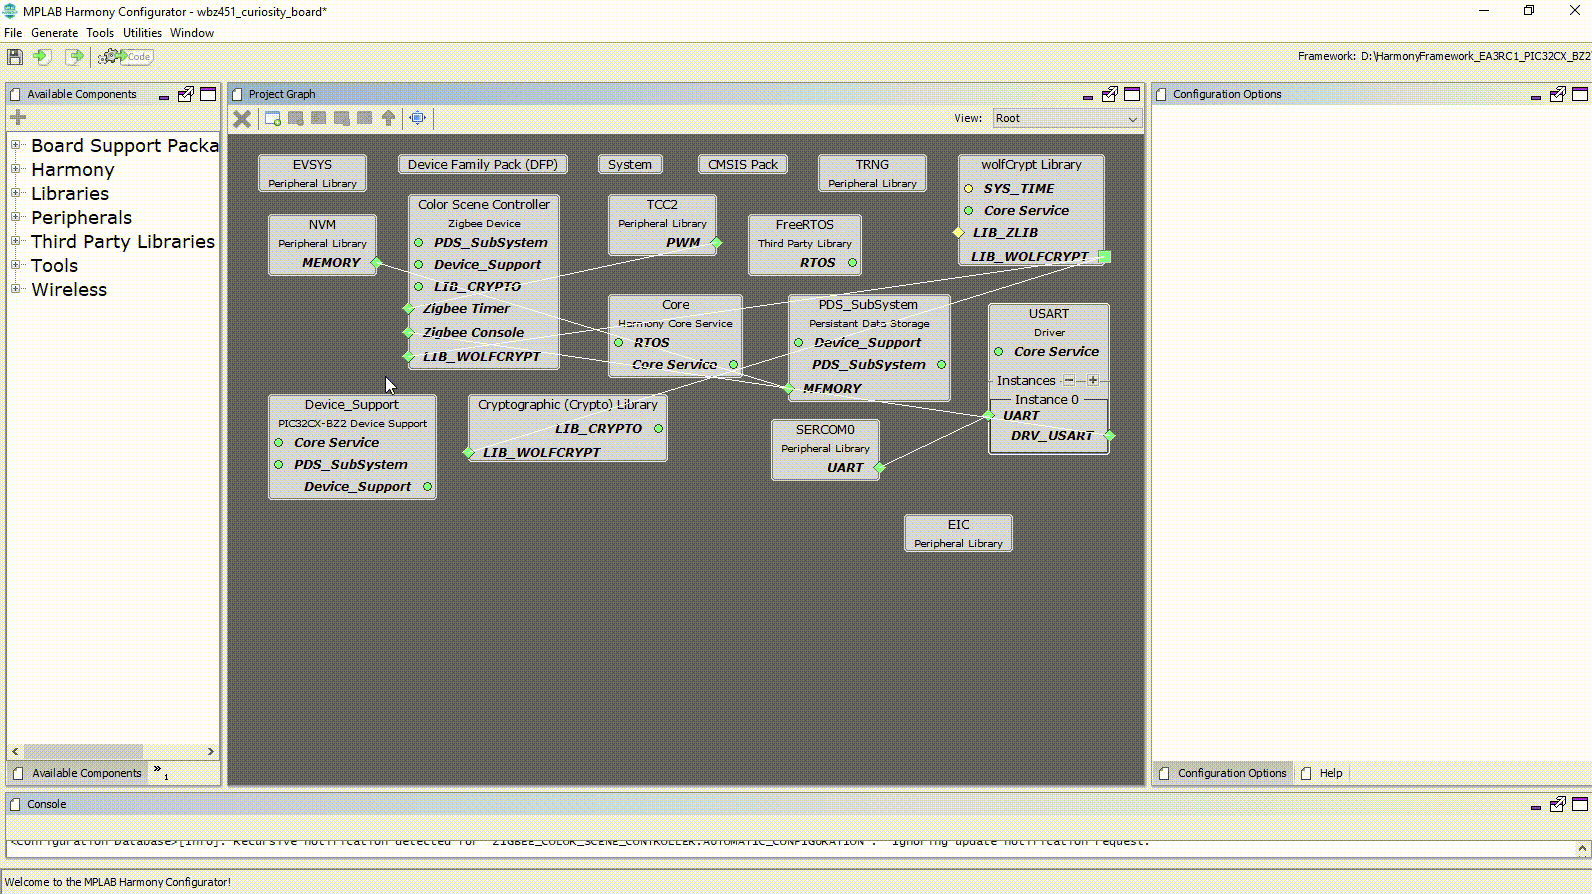 MPLAB Harmony Configurator - wbz451_curiosity_board*
File Generate Tools Utilities Window
Code
Framework: D:\HarmonyFramework_EA3RC1_PIC32CX_BZ2
Available Components
Board Support Packa
Harmony
Libraries
Peripherals
Third Party Libraries
Tools
Wireless
Available Components
» 1
Project Graph
View: Root
EVSYS
Peripheral Library
Device Family Pack (DFP)
System
CMSIS Pack
TRNG
Peripheral Library
wolfCrypt Library
SYS_TIME
Core Service
LIB_ZLIB
LIB_WOLFCRYPT
NVM
Peripheral Library
MEMORY
Color Scene Controller
Zigbee Device
PDS_SubSystem
Device_Support
LIB_CRYPTO
Zigbee Timer
Zigbee Console
LIB_WOLFCRYPT
TCC2
Peripheral Library
PWM
FreeRTOS
Third Party Library
RTOS
Core
Harmony Core Service
RTOS
Core Service
PDS_SubSystem
Persistant Data Storage
Device_Support
PDS_SubSystem
MEMORY
USART
Driver
Core Service
Instances
Instance 0
UART
DRV_USART
Device_Support
PIC32CX-BZ2 Device Support
Core Service
PDS_SubSystem
Device_Support
Cryptographic (Crypto) Library
LIB_CRYPTO
LIB_WOLFCRYPT
SERCOM0
Peripheral Library
UART
EIC
Peripheral Library
Configuration Options
Configuration Options
Help
Console
<Configuration Database>[Info]: Recursive notification detected for "ZIGBEE_COLOR_SCENE_CONTROLLER.AUTOMATIC_CONFIGURATION". Ignoring update notification request.
Welcome to the MPLAB Harmony Configurator!